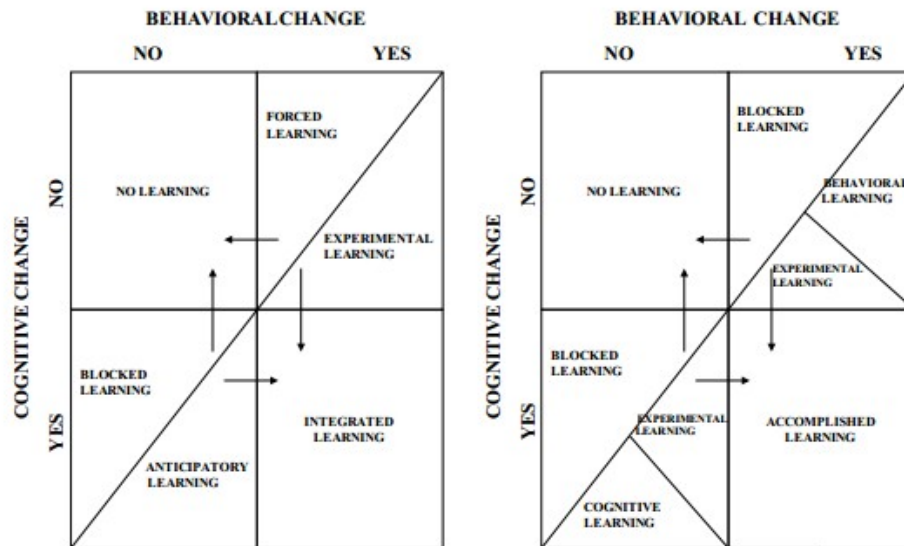 BEHAVIORAL CHANGE
NO YES
COGNITIVE CHANGE
NO
YES
FORCED
LEARNING
NO LEARNING
EXPERIMENTAL
LEARNING
BLOCKED
LEARNING
INTEGRATED
LEARNING
ANTICIPATORY
LEARNING
BEHAVIORAL CHANGE
NO YES
COGNITIVE CHANGE
NO
YES
BLOCKED
LEARNING
NO LEARNING
BEHAVIORAL
LEARNING
EXPERIMENTAL
LEARNING
BLOCKED
LEARNING
EXPERIMENTAL
LEARNING
ACCOMPLISHED
LEARNING
COGNITIVE
LEARNING